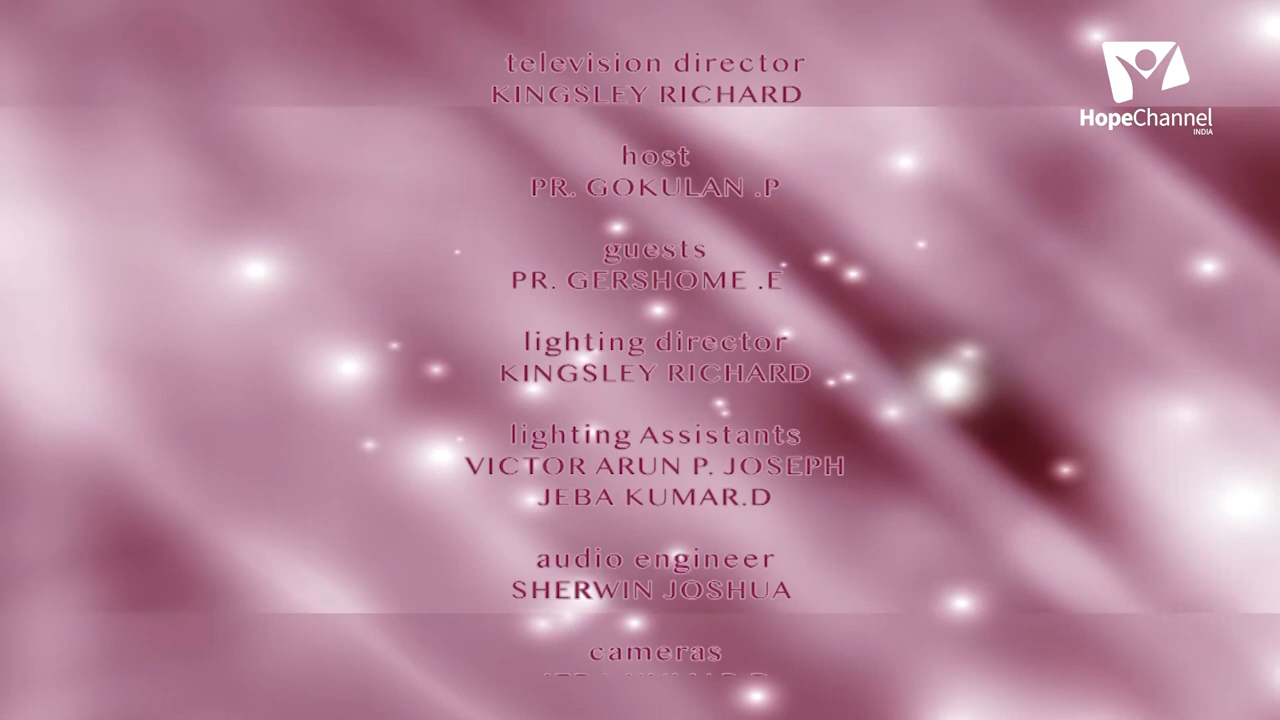 television director
KINGSLEY RICHARD
HopeChannel
INDIA
host
PR. GOKULAN .P
guests
PR. GERSHOME .E
lighting director
KINGSLEY RICHARD
lighting Assistants
VICTOR ARUN P. JOSEPH
JEBA KUMAR.D
audio engineer
SHERWIN JOSHUA
cameras